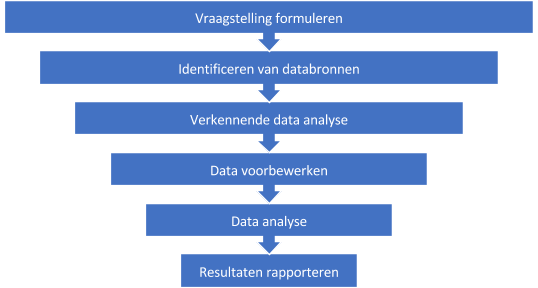 Vraagstelling formuleren
Identificeren van databronnen
Verkennende data analyse
Data voorbewerken
Data analyse
Resultaten rapporteren